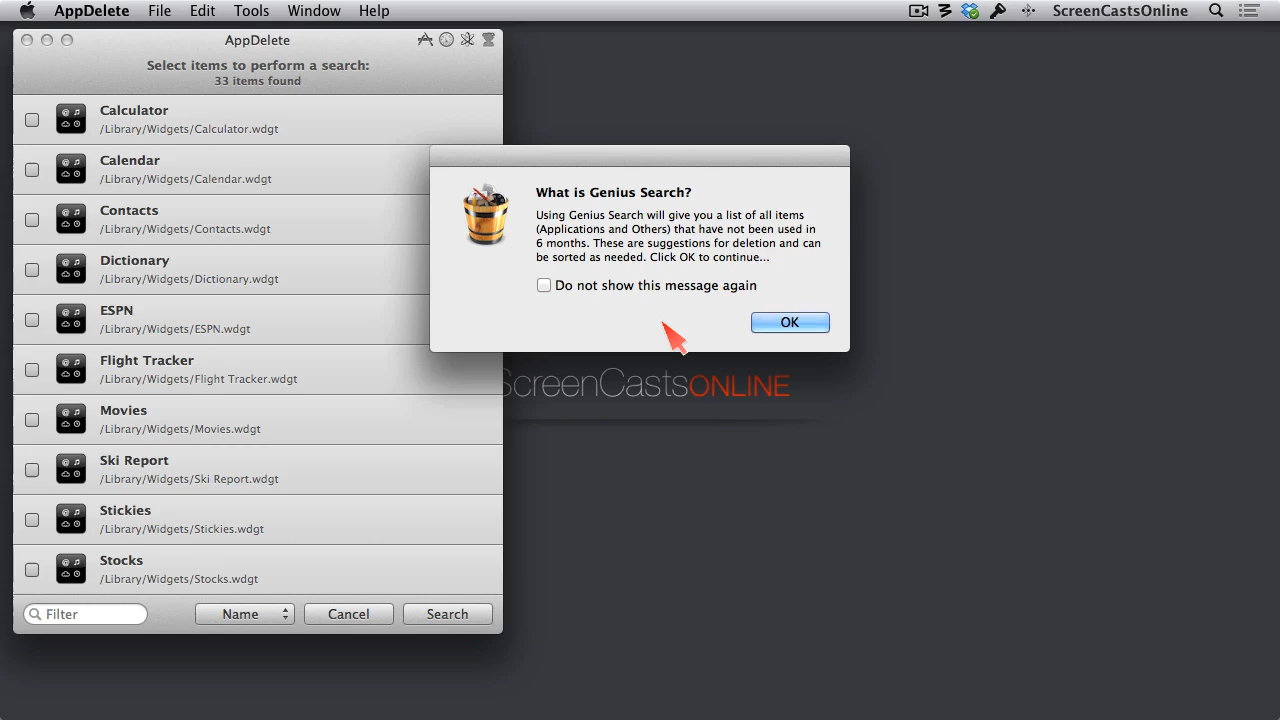 AppDelete File Edit Tools Window Help ScreenCastsOnline
AppDelete
Select items to perform a search:
33 items found
Calculator
/Library/Widgets/Calculator.wdgt
Calendar
/Library/Widgets/Calendar.wdgt
Contacts
/Library/Widgets/Contacts.wdgt
Dictionary
/Library/Widgets/Dictionary.wdgt
ESPN
/Library/Widgets/ESPN.wdgt
Flight Tracker
/Library/Widgets/Flight Tracker.wdgt
Movies
/Library/Widgets/Movies.wdgt
Ski Report
/Library/Widgets/Ski Report.wdgt
Stickies
/Library/Widgets/Stickies.wdgt
Stocks
/Library/Widgets/Stocks.wdgt
Filter Name Cancel Search
What is Genius Search?
Using Genius Search will give you a list of all items
(Applications and Others) that have not been used in
6 months. These are suggestions for deletion and can
be sorted as needed. Click OK to continue...
Do not show this message again
OK
ScreenCastsONLINE